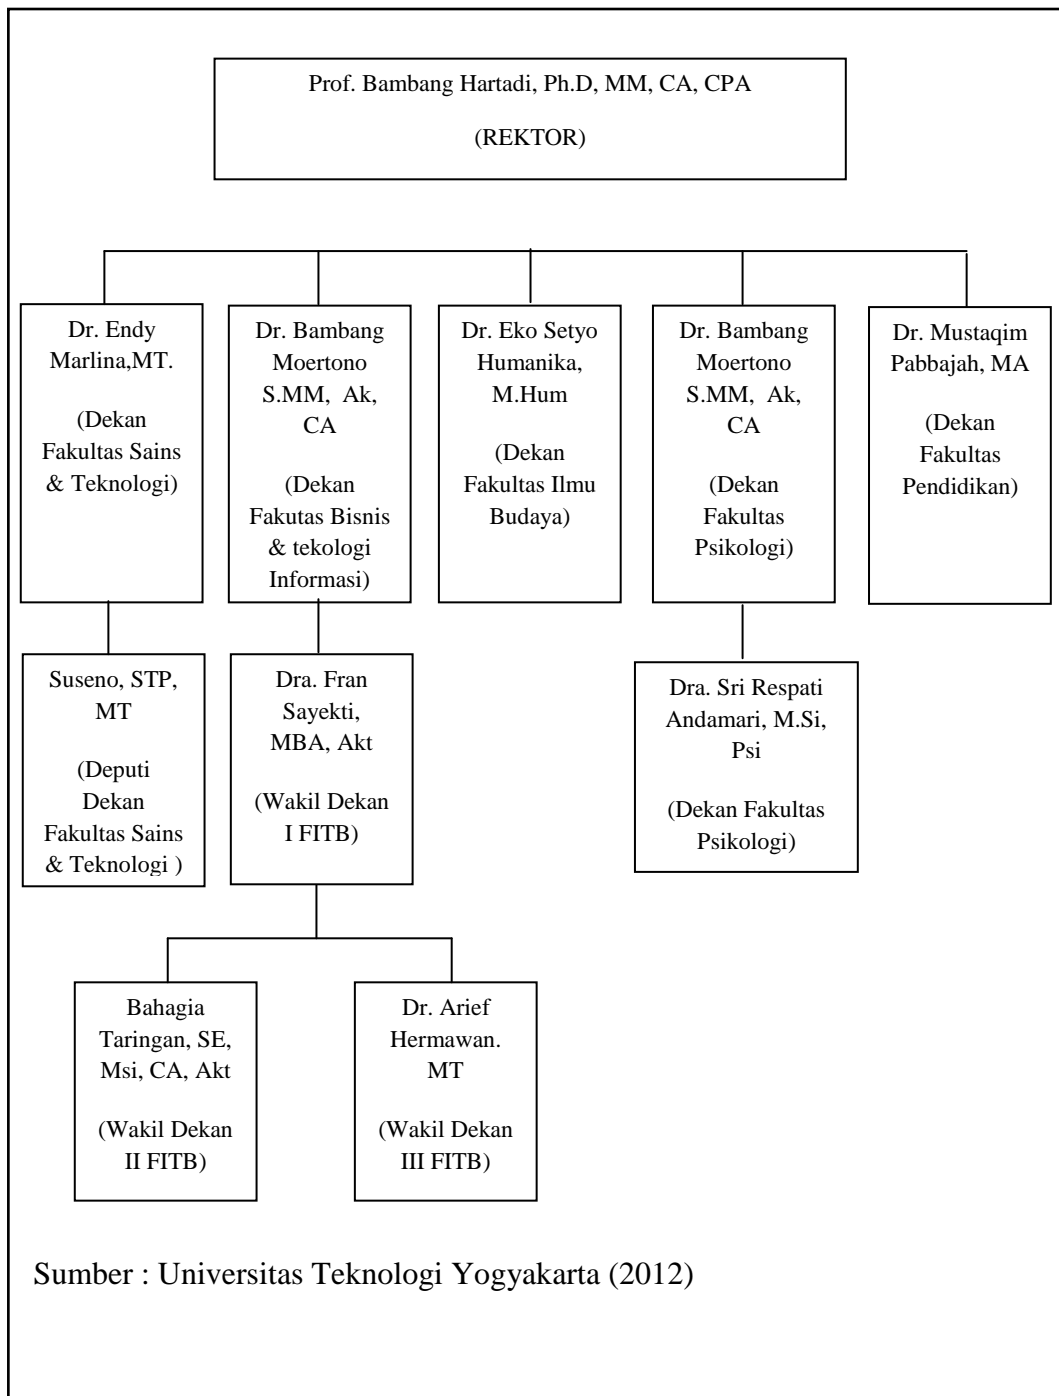 Prof. Bambang Hartadi, Ph.D, MM, CA, CPA
(REKTOR)
Dr. Endy
Marlina,MT.
(Dekan
Fakultas Sains
& Teknologi)
Dr. Bambang
Moertono
S.MM, Ak,
CA
(Dekan
Fakutas Bisnis
& tekologi
Informasi)
Dr. Eko Setyo
Humanika,
M.Hum
(Dekan
Fakultas Ilmu
Budaya)
Dr. Bambang
Moertono
S.MM, Ak,
CA
(Dekan
Fakultas
Psikologi)
Dr. Mustaqim
Pabbajah, MA
(Dekan
Fakultas
Pendidikan)
Suseno, STP,
MT
(Deputi
Dekan
Fakultas Sains
& Teknologi )
Dra. Fran
Sayekti,
MBA, Akt
(Wakil Dekan
I FITB)
Dra. Sri Respati
Andamari, M.Si,
Psi
(Dekan Fakultas
Psikologi)
Bahagia
Taringan, SE,
Msi, CA, Akt
(Wakil Dekan
II FITB)
Dr. Arief
Hermawan.
MT
(Wakil Dekan
III FITB)
Sumber : Universitas Teknologi Yogyakarta (2012)